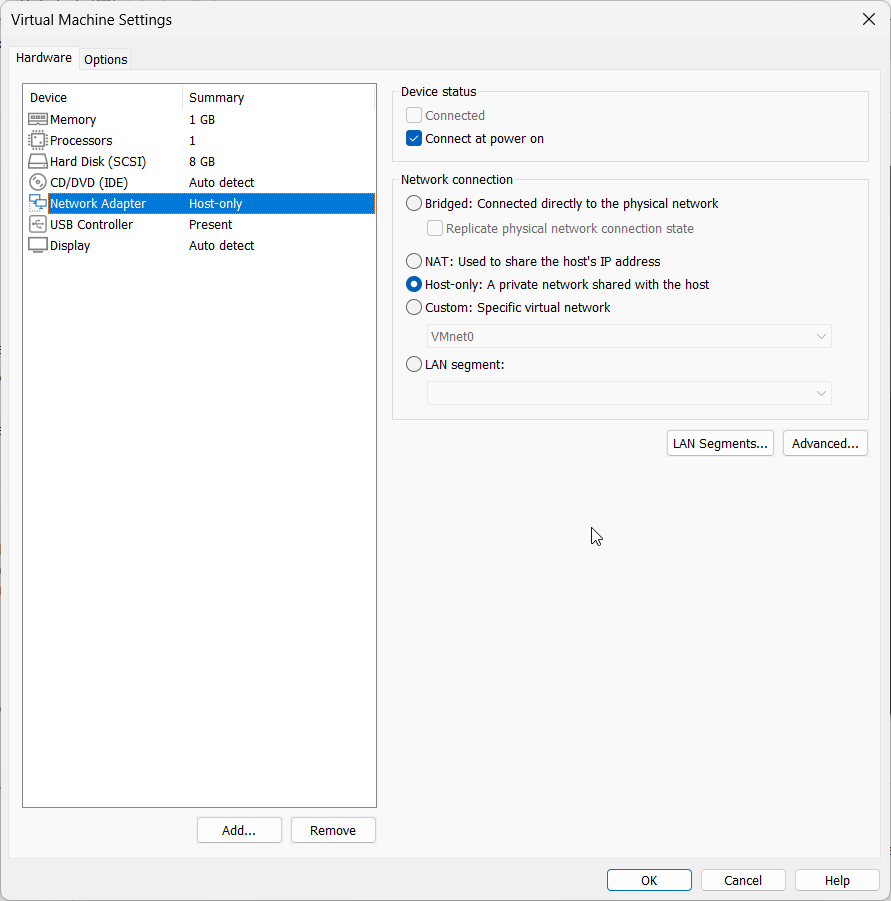 Virtual Machine Settings
Hardware Options
Device Summary
Memory 1 GB
Processors 1
Hard Disk (SCSI) 8 GB
CD/DVD (IDE) Auto detect
Network Adapter Host-only
USB Controller Present
Display Auto detect
Add... Remove
Device status
Connected
Connect at power on
Network connection
Bridged: Connected directly to the physical network
Replicate physical network connection state
NAT: Used to share the host's IP address
Host-only: A private network shared with the host
Custom: Specific virtual network
VMnet0
LAN segment:
LAN Segments... Advanced...
OK Cancel Help